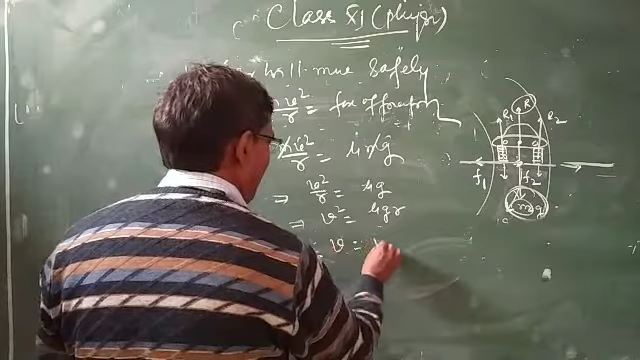 Class XI (physics)
will move safely
v²/r = force of friction
mv²/r = μmg
⇒ v²/r = μg
⇒ v² = μgr
v =
R
R₁ R₂
f₁ f₂
mg